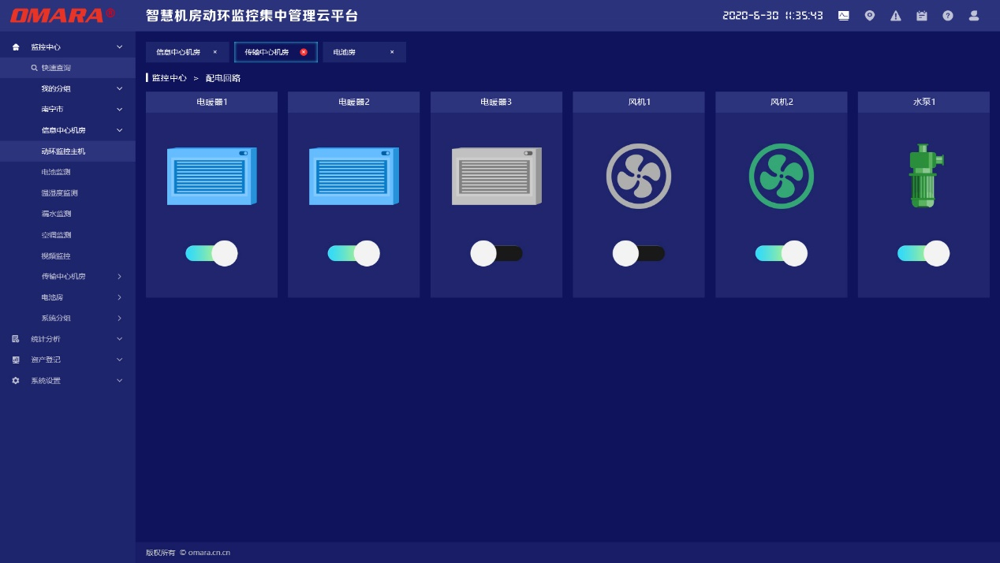 OMARA®
智慧机房动环监控集中管理云平台
2020-6-30 11:35:43
监控中心
快速查询
我的分组
南宁市
信息中心机房
动环监控主机
电池监测
温湿度监测
漏水监测
空调监测
视频监控
传输中心机房
电池房
系统分组
统计分析
资产登记
系统设置
信息中心机房 × 传输中心机房 × 电池房 ×
监控中心 > 配电回路
电暖器1 电暖器2 电暖器3 风机1 风机2 水泵1
版权所有 © omara.cn.cn